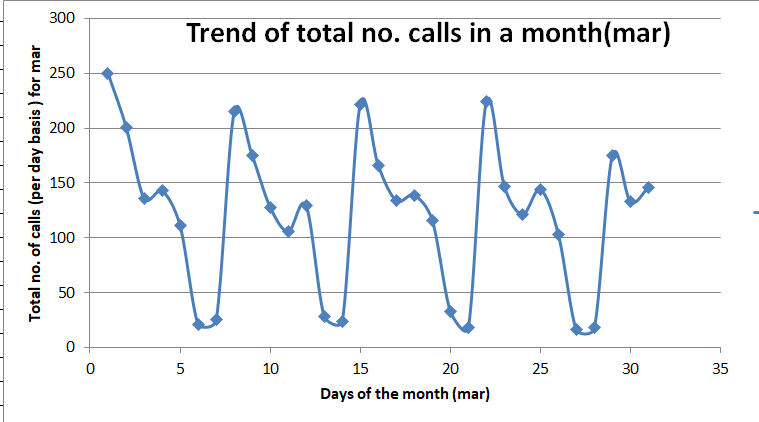 Trend of total no. calls in a month(mar)
Total no. of calls (per day basis ) for mar
300
250
200
150
100
50
0
0 5 10 15 20 25 30 35
Days of the month (mar)